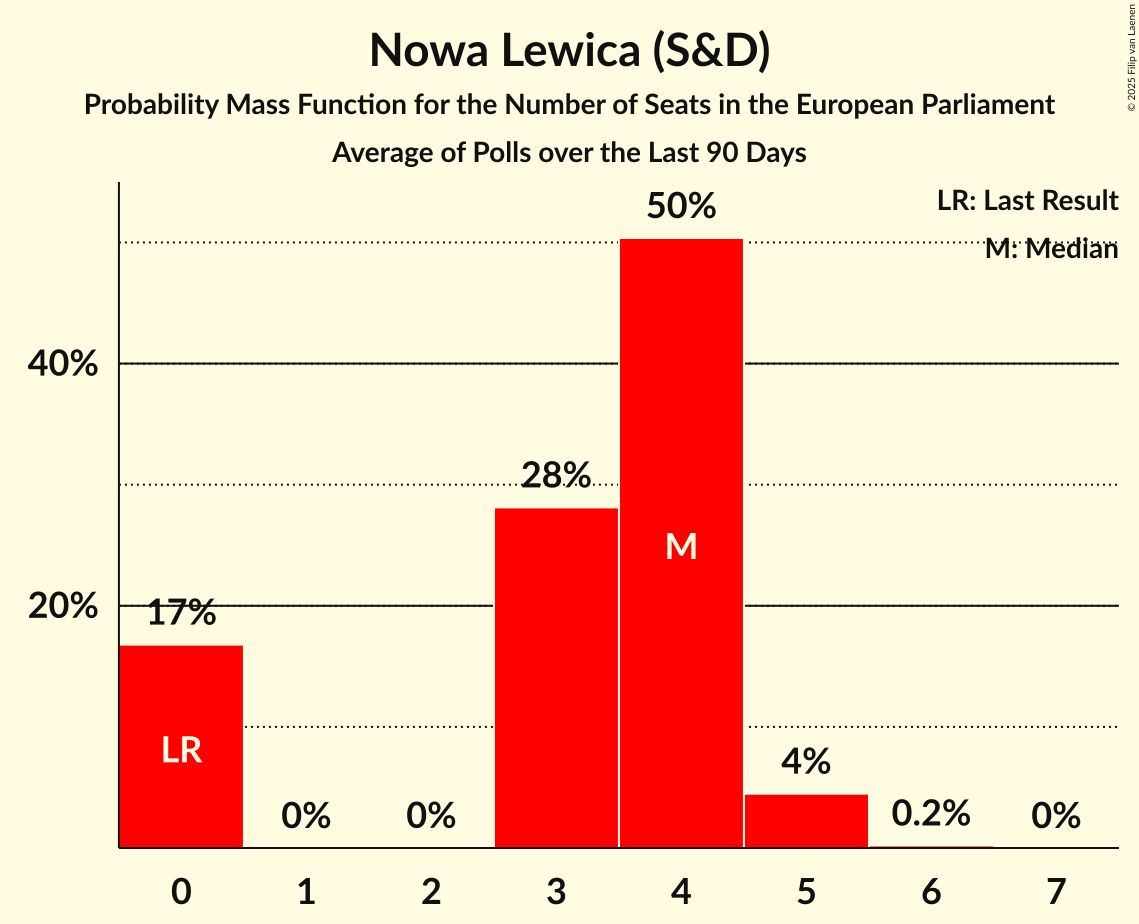 Nowa Lewica (S&D)
Probability Mass Function for the Number of Seats in the European Parliament
Average of Polls over the Last 90 Days
© 2025 Filip van Laenen
LR: Last Result
M: Median
50%
40%
28%
M
20%
17%
LR
4%
0%
0%
0.2%
0%
0 1 2 3 4 5 6 7